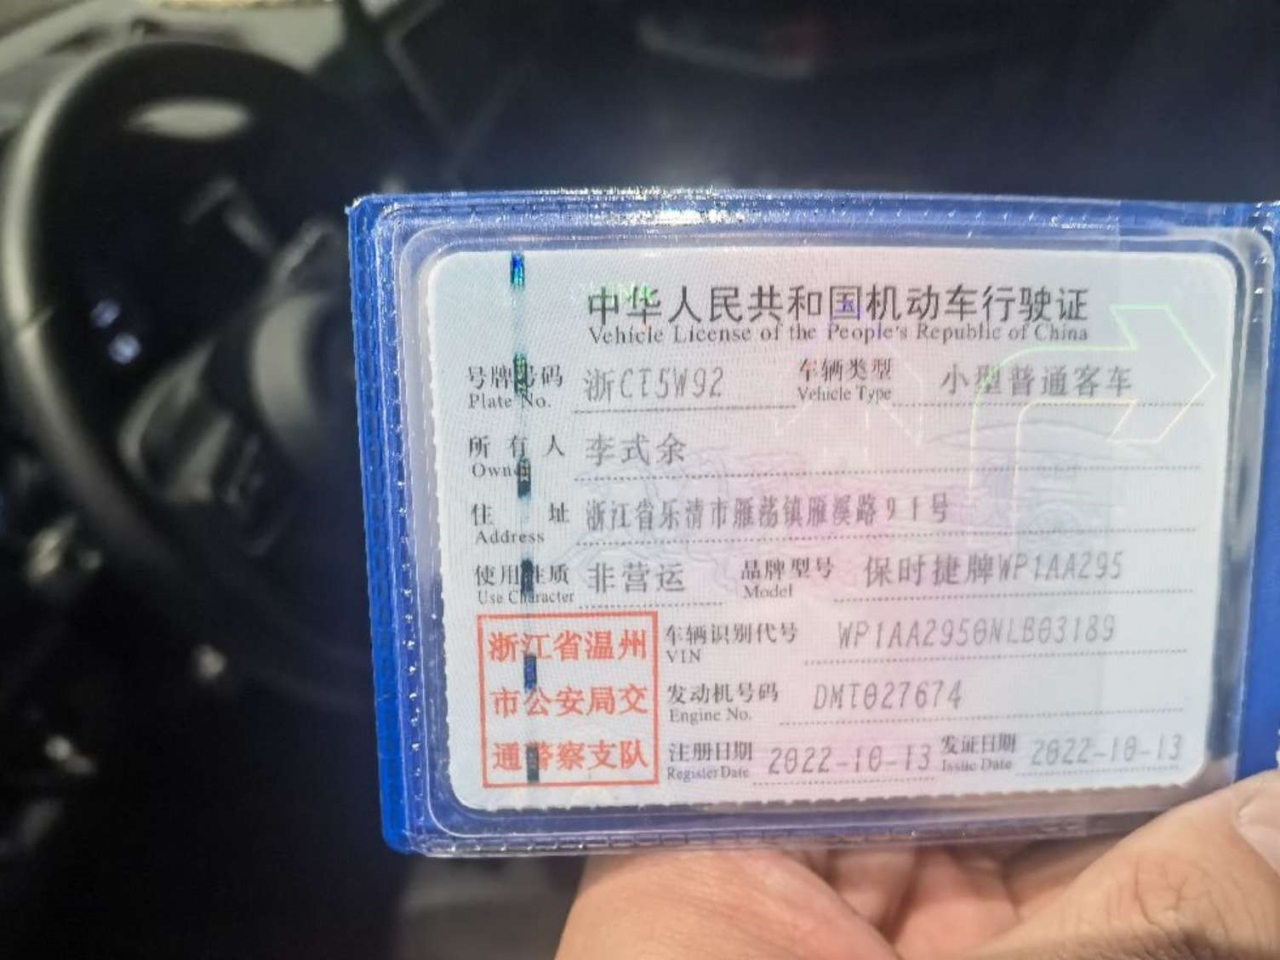 中华人民共和国机动车行驶证
Vehicle License of the People's Republic of China
号牌号码 浙CT5W92 车辆类型 小型普通客车
Plate No. Vehicle Type
所有人 李式余
Owner
住址 浙江省乐清市雁荡镇雁溪路91号
Address
使用性质 非营运 品牌型号 保时捷牌WP1AA295
Use Character Model
浙江省温州
市公安局交
通警察支队
车辆识别代号 WP1AA2950NLB03189
VIN
发动机号码 DMT027674
Engine No.
注册日期 2022-10-13 发证日期 2022-10-13
Register Date Issue Date